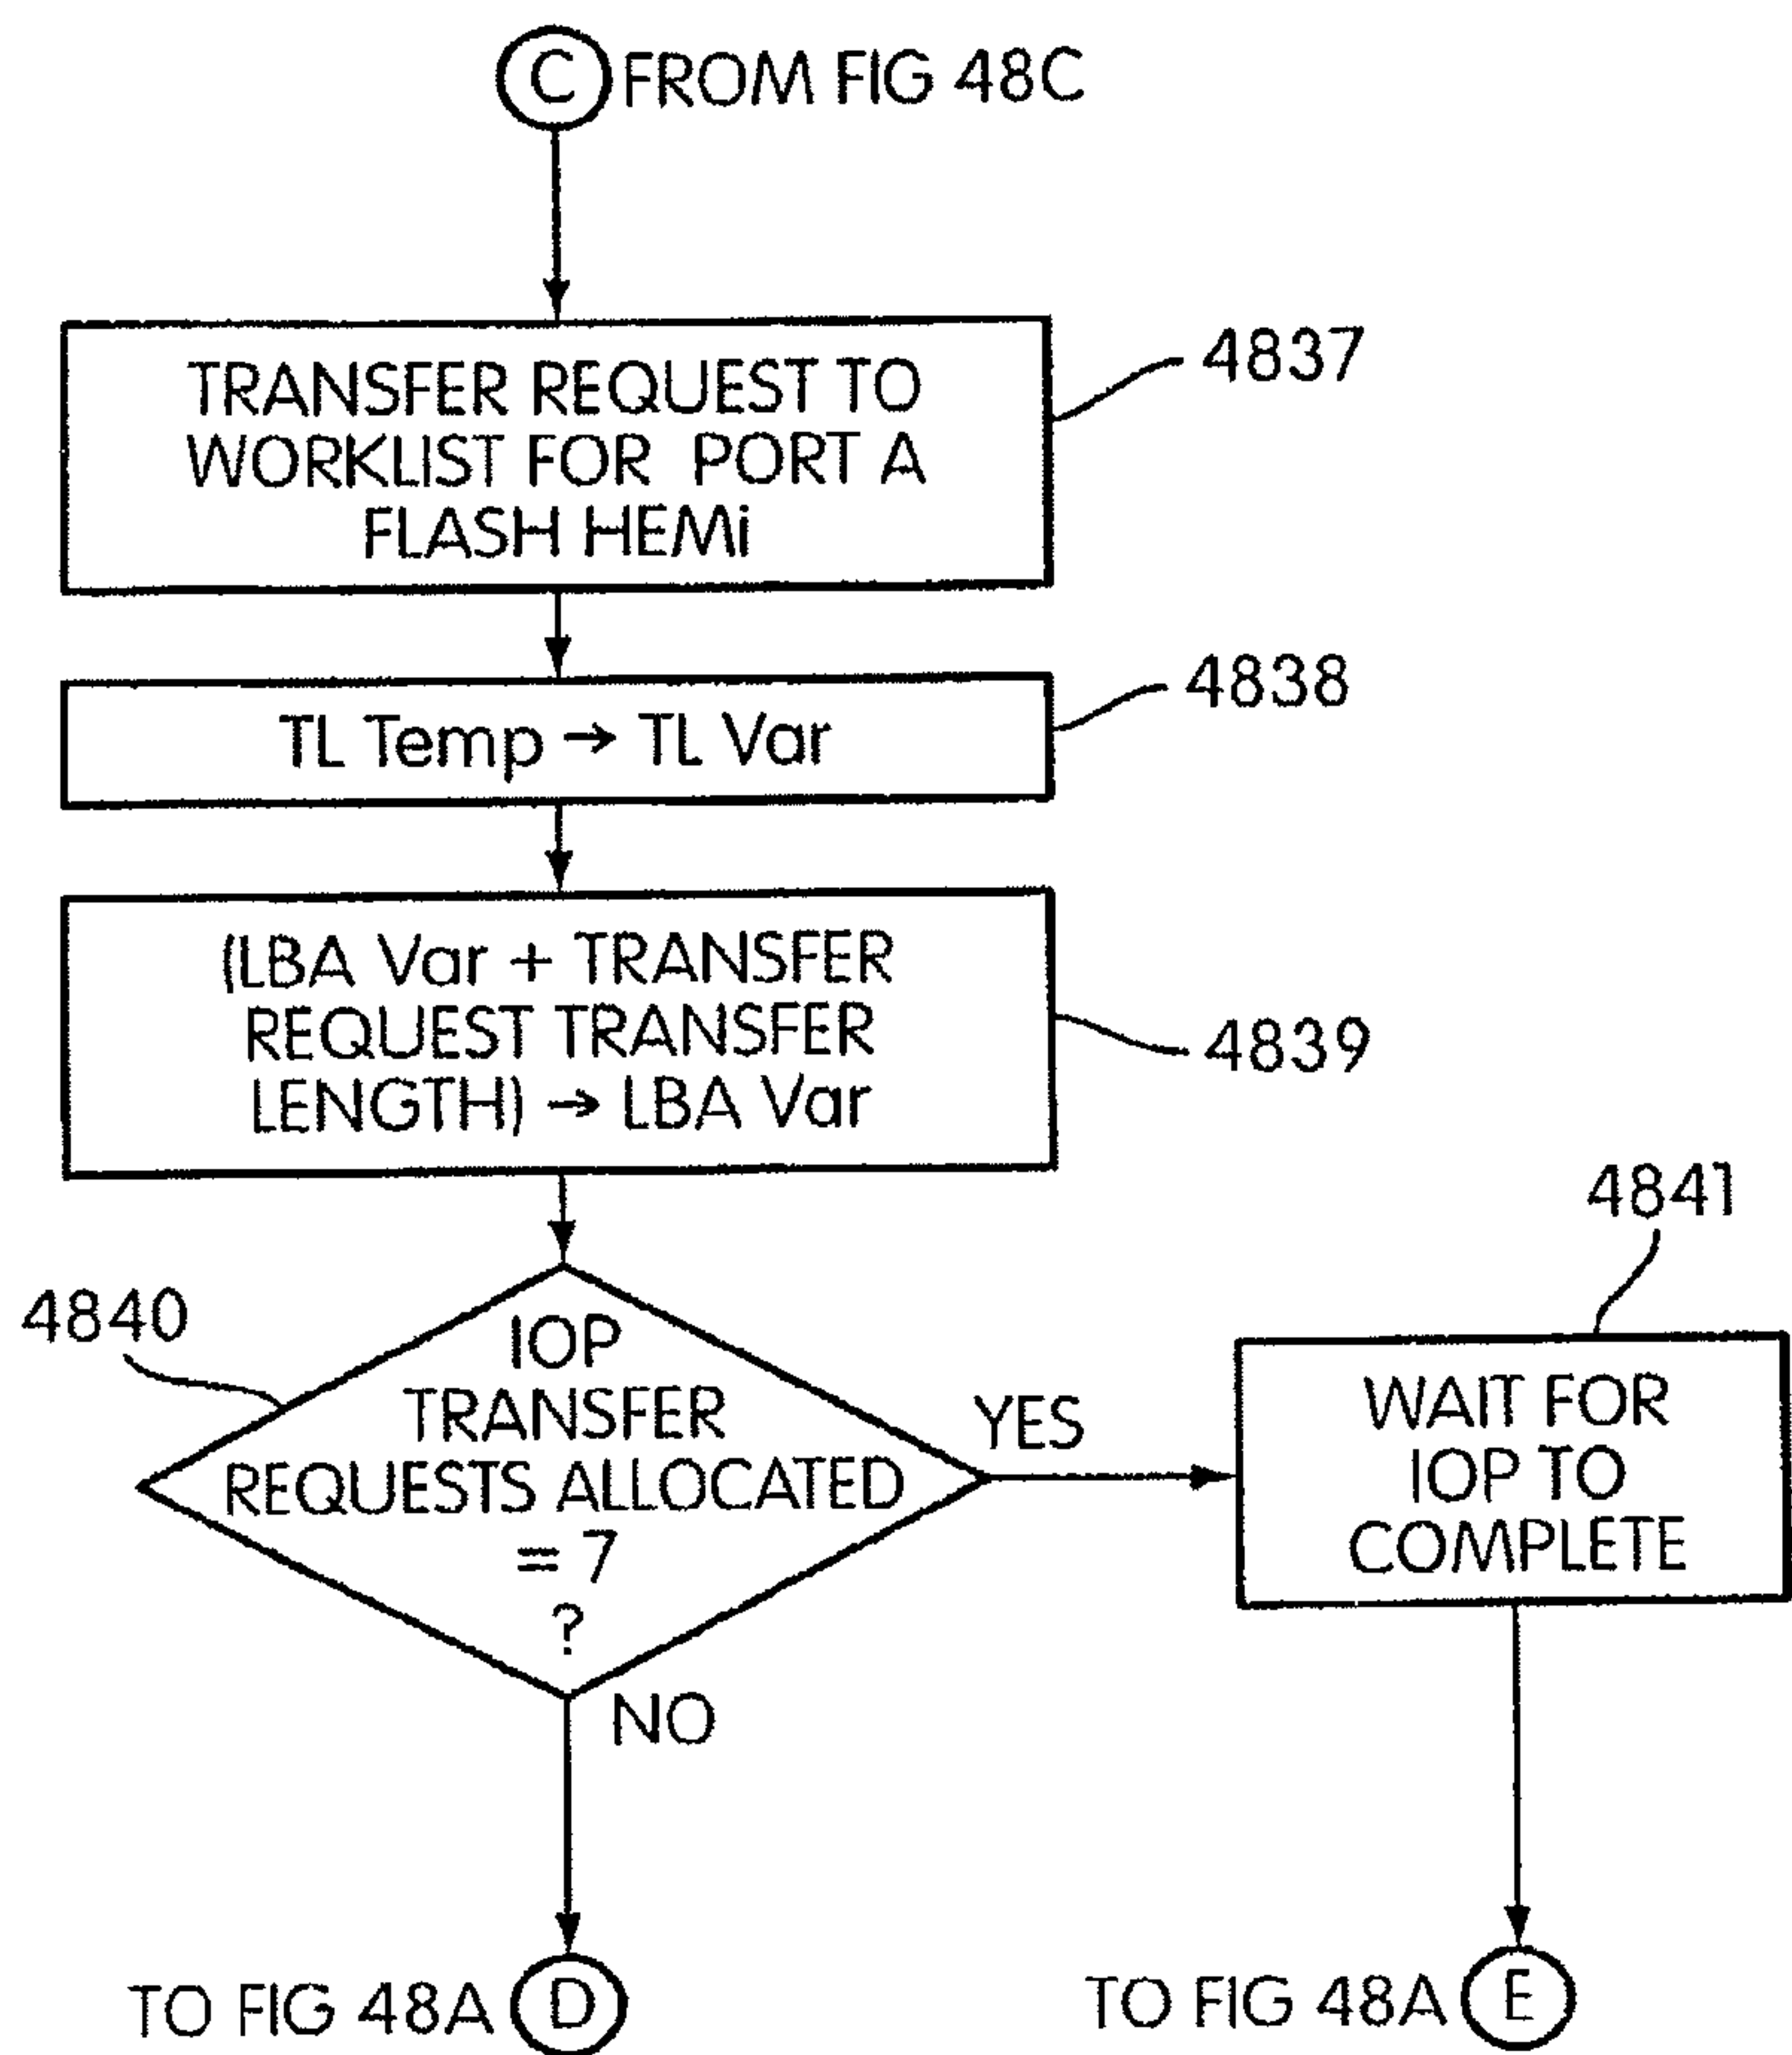 C FROM FIG 48C
TRANSFER REQUEST TO
WORKLIST FOR PORT A
FLASH HEMi
4837
TL Temp → TL Var
4838
(LBA Var + TRANSFER
REQUEST TRANSFER
LENGTH) → LBA Var
4839
4840
IOP
TRANSFER
REQUESTS ALLOCATED
= 7
?
YES
NO
4841
WAIT FOR
IOP TO
COMPLETE
TO FIG 48A D
TO FIG 48A E